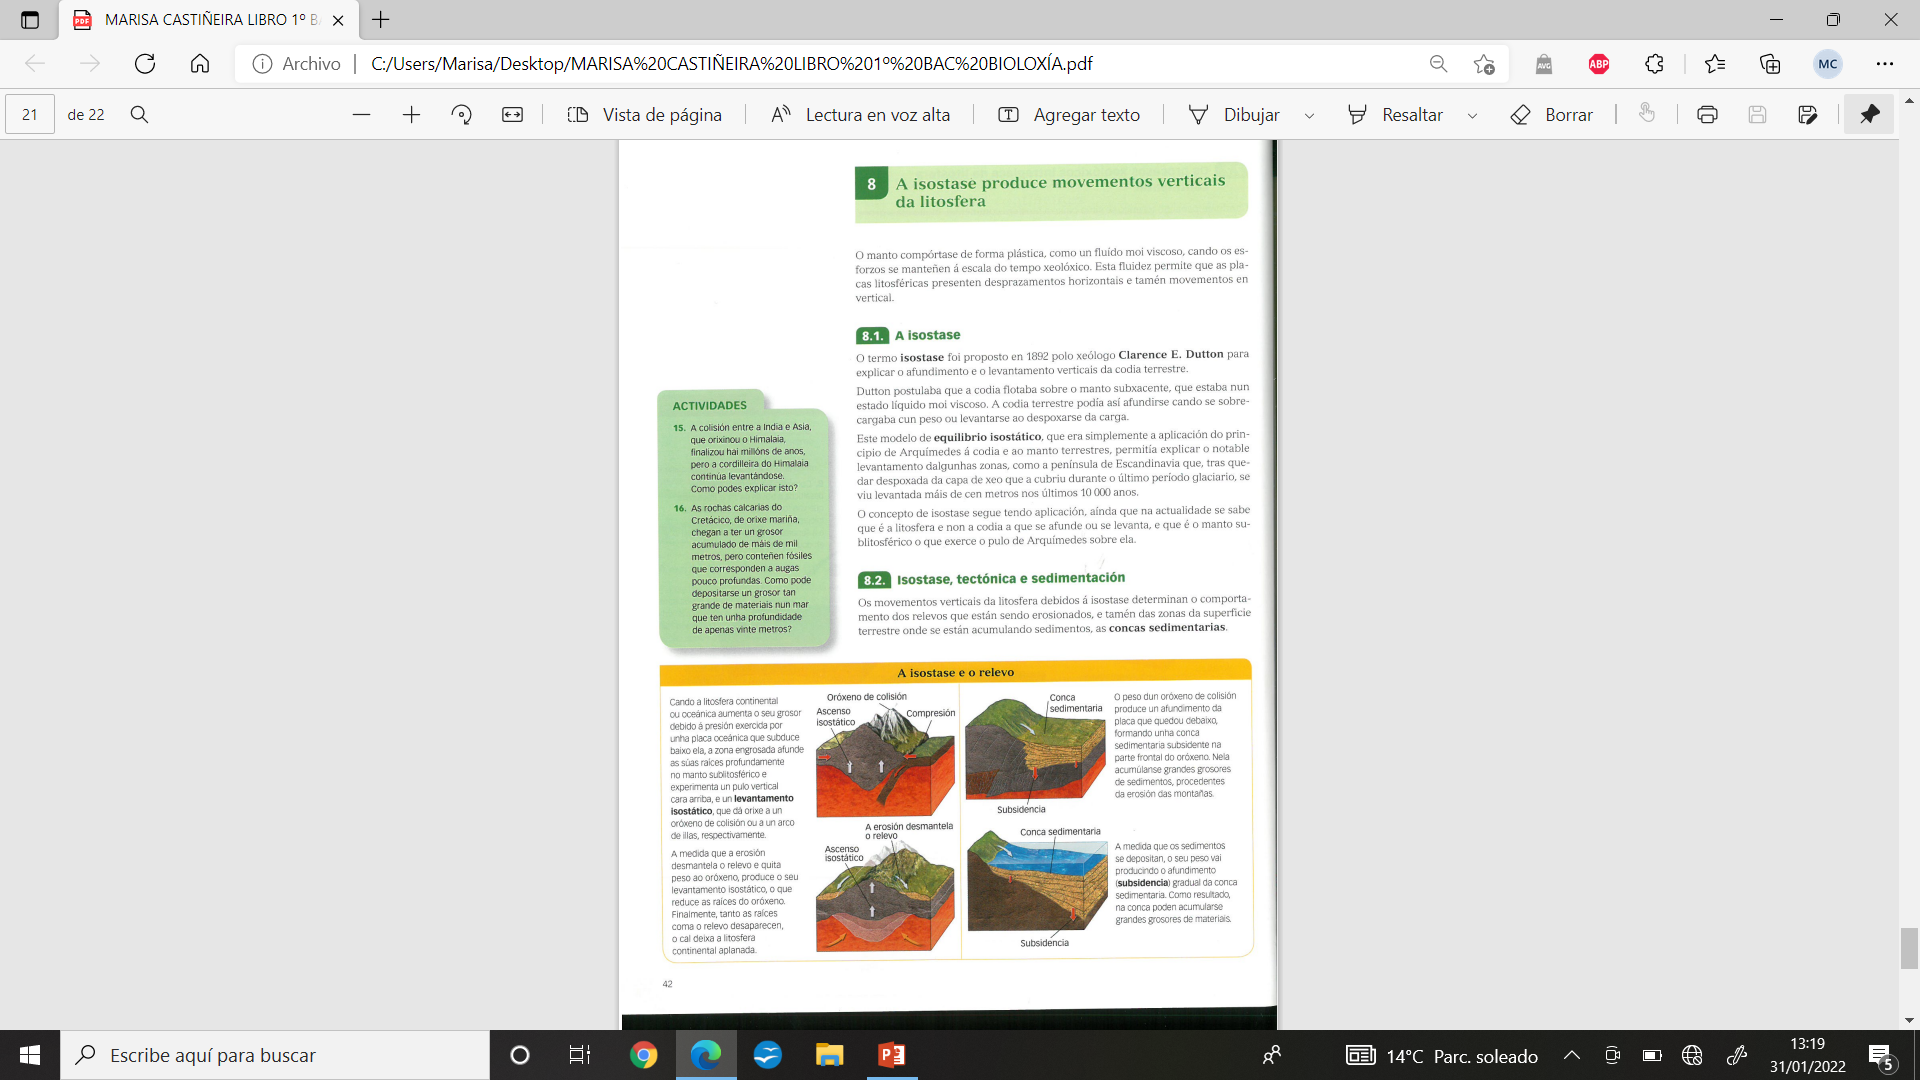 MARISA CASTIÑEIRA LIBRO 1º BA
Archivo
C:/Users/Marisa/Desktop/MARISA%20CASTIÑEIRA%20LIBRO%201º%20BAC%20BIOLOXÍA.pdf
AVG
ABP
MC
21
de 22
Vista de página
Lectura en voz alta
Agregar texto
Dibujar
Resaltar
Borrar
8
A isostase produce movementos verticais
da litosfera
O manto compórtase de forma plástica, como un fluído moi viscoso, cando os es-
forzos se manteñen á escala do tempo xeolóxico. Esta fluidez permite que as pla-
cas litosféricas presenten desprazamentos horizontais e tamén movementos en
vertical.
8.1. A isostase
O termo isostase foi proposto en 1892 polo xeólogo Clarence E. Dutton para
explicar o afundimento e o levantamento verticais da codia terrestre.
Dutton postulaba que a codia flotaba sobre o manto subxacente, que estaba nun
estado líquido moi viscoso. A codia terrestre podía así afundirse cando se sobre-
cargaba cun peso ou levantarse ao despoxarse da carga.
Este modelo de equilibrio isostático, que era simplemente a aplicación do prin-
cipio de Arquímedes á codia e ao manto terrestres, permitía explicar o notable
levantamento dalgunhas zonas, como a península de Escandinavia que, tras que-
dar despoxada da capa de xeo que a cubriu durante o último período glaciario, se
viu levantada máis de cen metros nos últimos 10 000 anos.
O concepto de isostase segue tendo aplicación, aínda que na actualidade se sabe
que é a litosfera e non a codia a que se afunde ou se levanta, e que é o manto su-
blitosférico o que exerce o pulo de Arquímedes sobre ela.
8.2. Isostase, tectónica e sedimentación
Os movementos verticais da litosfera debidos á isostase determinan o comporta-
mento dos relevos que están sendo erosionados, e tamén das zonas da superficie
terrestre onde se están acumulando sedimentos, as concas sedimentarias.
ACTIVIDADES
15. A colisión entre a India e Asia,
que orixinou o Himalaia,
finalizou hai millóns de anos,
pero a cordilleira do Himalaia
continúa levantándose.
Como podes explicar isto?
16. As rochas calcarias do
Cretácico, de orixe mariña,
chegan a ter un grosor
acumulado de máis de mil
metros, pero conteñen fósiles
que corresponden a augas
pouco profundas. Como pode
depositarse un grosor tan
grande de materiais nun mar
que ten unha profundidade
de apenas vinte metros?
A isostase e o relevo
Cando a litosfera continental
ou oceánica aumenta o seu grosor
debido á presión exercida por
unha placa oceánica que subduce
baixo ela, a zona engrosada afunde
as súas raíces profundamente
no manto sublitosférico e
experimenta un pulo vertical
cara arriba, e un levantamento
isostático, que dá orixe a un
oróxeno de colisión ou a un arco
de illas, respectivamente.
A medida que a erosión
desmantela o relevo e quita
peso ao oróxeno, produce o seu
levantamento isostático, o que
reduce as raíces do oróxeno.
Finalmente, tanto as raíces
coma o relevo desaparecen,
o cal deixa a litosfera
continental aplanada.
Oróxeno de colisión
Ascenso
isostático
Compresión
A erosión desmantela
o relevo
Ascenso
isostático
Conca
sedimentaria
Subsidencia
Conca sedimentaria
Subsidencia
O peso dun oróxeno de colisión
produce un afundimento da
placa que quedou debaixo,
formando unha conca
sedimentaria subsidente na
parte frontal do oróxeno. Nela
acumúlanse grandes grosores
de sedimentos, procedentes
da erosión das montañas.
A medida que os sedimentos
se depositan, o seu peso vai
producindo o afundimento
(subsidencia) gradual da conca
sedimentaria. Como resultado,
na conca poden acumularse
grandes grosores de materiais.
42
Escribe aquí para buscar
14°C Parc. soleado
13:19
31/01/2022
5